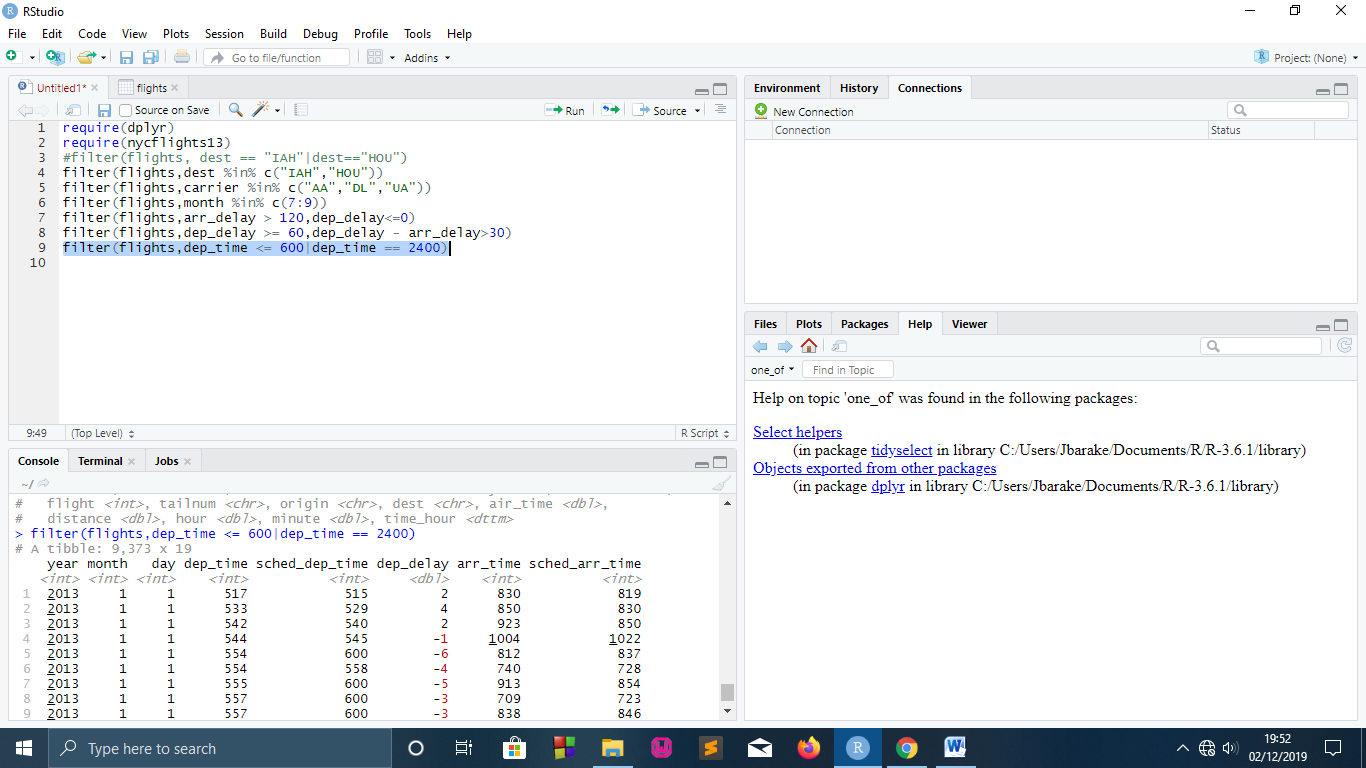 RStudio
File Edit Code View Plots Session Build Debug Profile Tools Help
Go to file/function Addins Project: (None)
Untitled1* flights
Source on Save Run Source
1 require(dplyr)
2 require(nycflights13)
3 #filter(flights, dest == "IAH"|dest=="HOU")
4 filter(flights,dest %in% c("IAH","HOU"))
5 filter(flights,carrier %in% c("AA","DL","UA"))
6 filter(flights,month %in% c(7:9))
7 filter(flights,arr_delay > 120,dep_delay<=0)
8 filter(flights,dep_delay >= 60,dep_delay - arr_delay>30)
9 filter(flights,dep_time <= 600|dep_time == 2400)
10
9:49 (Top Level) R Script
Console Terminal Jobs
~/
# flight <int>, tailnum <chr>, origin <chr>, dest <chr>, air_time <dbl>,
# distance <dbl>, hour <dbl>, minute <dbl>, time_hour <dttm>
> filter(flights,dep_time <= 600|dep_time == 2400)
# A tibble: 9,373 x 19
year month day dep_time sched_dep_time dep_delay arr_time sched_arr_time
<int> <int> <int> <int> <int> <dbl> <int> <int>
1 2013 1 1 517 515 2 830 819
2 2013 1 1 533 529 4 850 830
3 2013 1 1 542 540 2 923 850
4 2013 1 1 544 545 -1 1004 1022
5 2013 1 1 554 600 -6 812 837
6 2013 1 1 554 558 -4 740 728
7 2013 1 1 555 600 -5 913 854
8 2013 1 1 557 600 -3 709 723
9 2013 1 1 557 600 -3 838 846
Environment History Connections
New Connection
Connection Status
Files Plots Packages Help Viewer
one_of Find in Topic
Help on topic 'one_of' was found in the following packages:
Select helpers
(in package tidyselect in library C:/Users/Jbarake/Documents/R/R-3.6.1/library)
Objects exported from other packages
(in package dplyr in library C:/Users/Jbarake/Documents/R/R-3.6.1/library)
Type here to search
19:52
02/12/2019